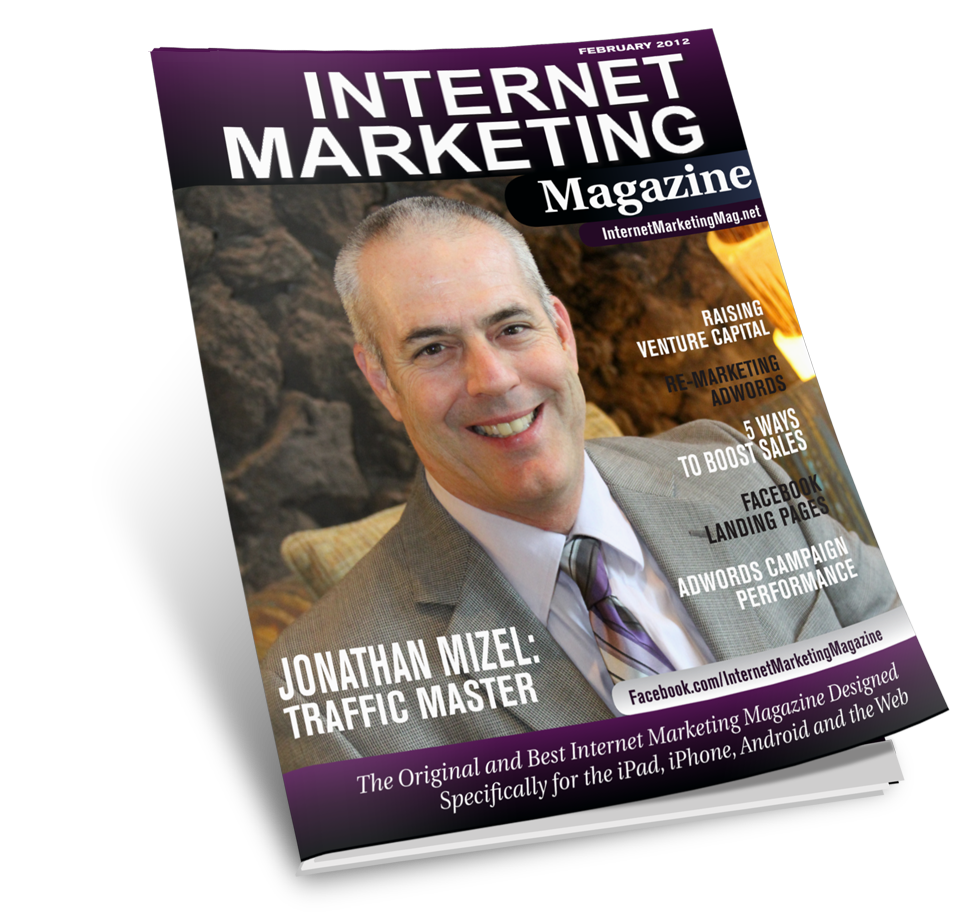 FEBRUARY 2012
INTERNET
MARKETING
Magazine
InternetMarketingMag.net
RAISING
VENTURE CAPITAL
RE-MARKETING
ADWORDS
5 WAYS
TO BOOST SALES
FACEBOOK
LANDING PAGES
ADWORDS CAMPAIGN
PERFORMANCE
JONATHAN MIZEL:
TRAFFIC MASTER
Facebook.com/InternetMarketingMagazine
The Original and Best Internet Marketing Magazine Designed
Specifically for the iPad, iPhone, Android and the Web